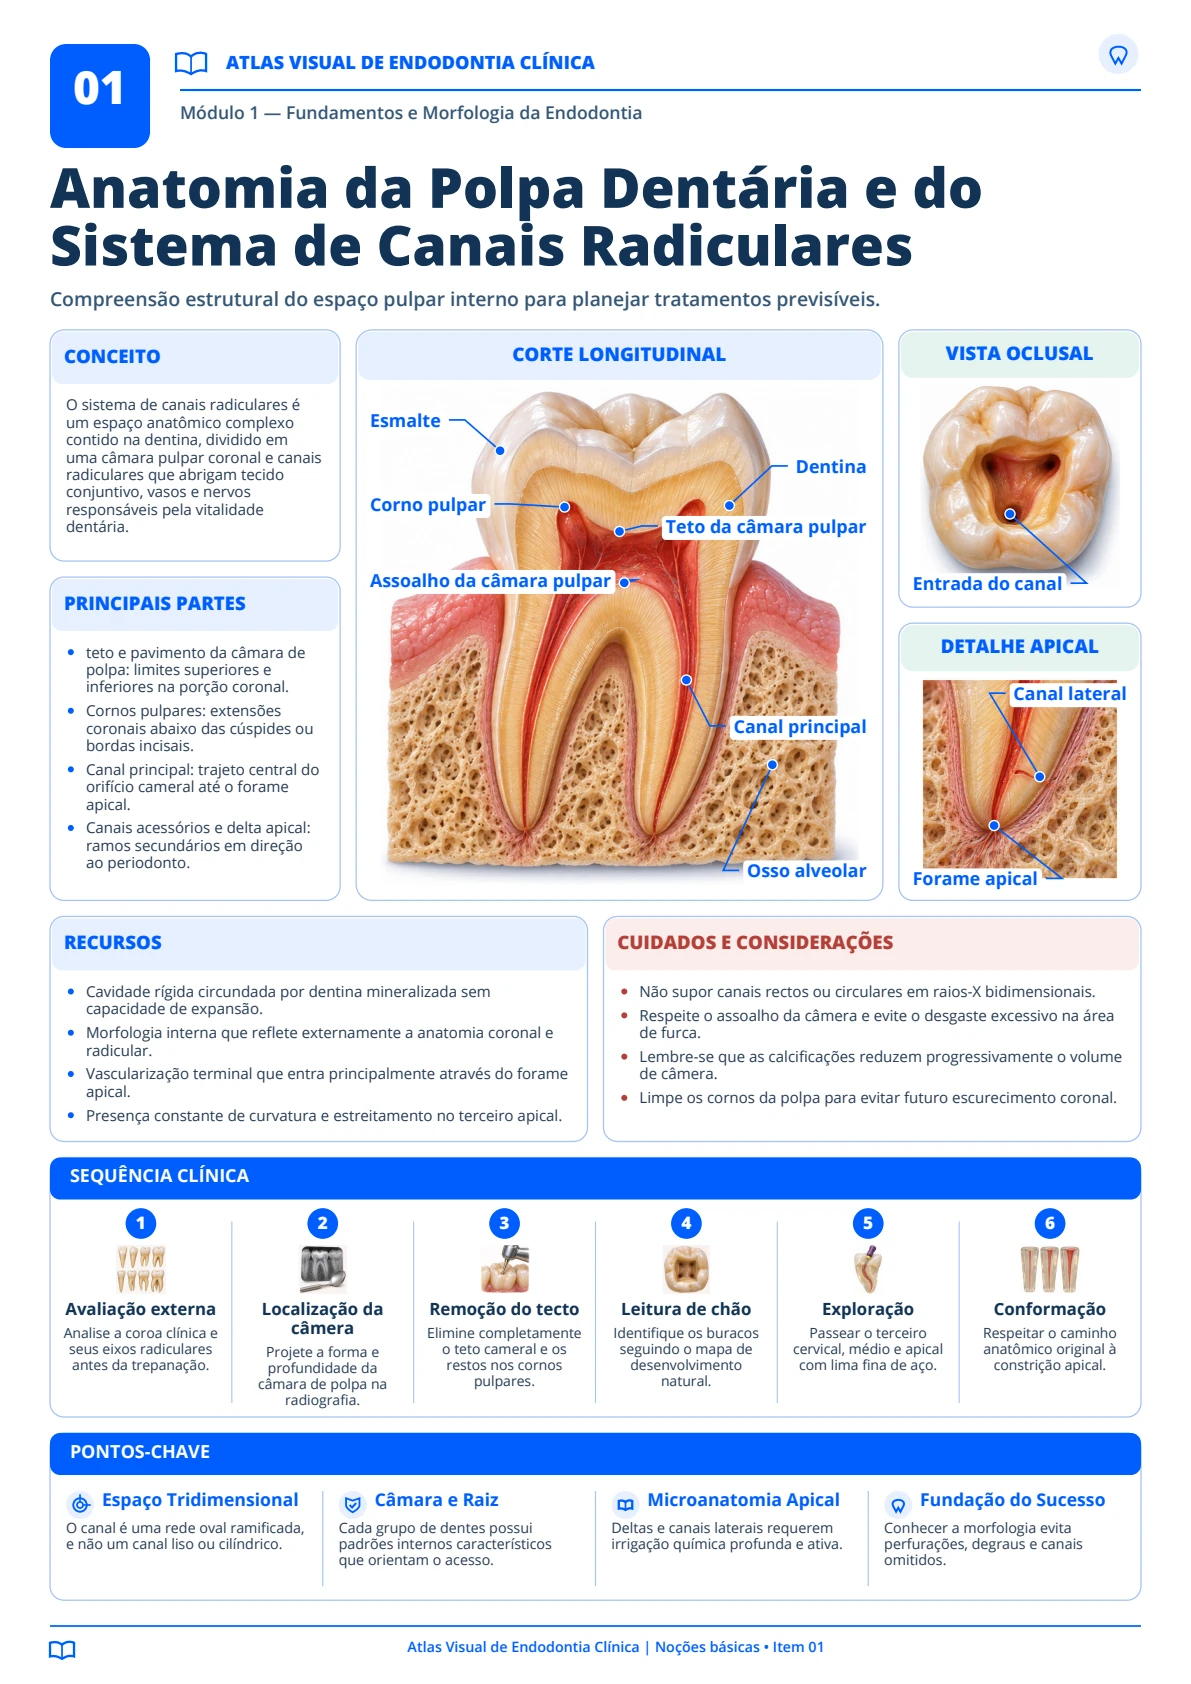 01
ATLAS VISUAL DE ENDODONTIA CLÍNICA
Módulo 1 — Fundamentos e Morfologia da Endodontia
Anatomia da Polpa Dentária e do
Sistema de Canais Radiculares
Compreensão estrutural do espaço pulpar interno para planejar tratamentos previsíveis.
CONCEITO
O sistema de canais radiculares é
um espaço anatômico complexo
contido na dentina, dividido em
uma câmara pulpar coronal e canais
radiculares que abrigam tecido
conjuntivo, vasos e nervos
responsáveis pela vitalidade
dentária.
PRINCIPAIS PARTES
teto e pavimento da câmara de
polpa: limites superiores e
inferiores na porção coronal.
Cornos pulpares: extensões
coronais abaixo das cúspides ou
bordas incisais.
Canal principal: trajeto central do
orifício cameral até o forame
apical.
Canais acessórios e delta apical:
ramos secundários em direção
ao periodonto.
CORTE LONGITUDINAL
Esmalte
Dentina
Corno pulpar
Teto da câmara pulpar
Assoalho da câmara pulpar
Canal principal
Osso alveolar
VISTA OCLUSAL
Entrada do canal
DETALHE APICAL
Canal lateral
Forame apical
RECURSOS
Cavidade rígida circundada por dentina mineralizada sem
capacidade de expansão.
Morfologia interna que reflete externamente a anatomia coronal e
radicular.
Vascularização terminal que entra principalmente através do forame
apical.
Presença constante de curvatura e estreitamento no terceiro apical.
CUIDADOS E CONSIDERAÇÕES
Não supor canais rectos ou circulares em raios-X bidimensionais.
Respeite o assoalho da câmera e evite o desgaste excessivo na área
de furca.
Lembre-se que as calcificações reduzem progressivamente o volume
de câmera.
Limpe os cornos da polpa para evitar futuro escurecimento coronal.
SEQUÊNCIA CLÍNICA
1
Avaliação externa
Analise a coroa clínica e
seus eixos radiculares
antes da trepanação.
2
Localização da
câmera
Projete a forma e
profundidade da
câmara de polpa na
radiografia.
3
Remoção do tecto
Elimine completamente
o teto cameral e os
restos nos cornos
pulpares.
4
Leitura de chão
Identifique os buracos
seguindo o mapa de
desenvolvimento
natural.
5
Exploração
Passear o terceiro
cervical, médio e apical
com lima fina de aço.
6
Conformação
Respeitar o caminho
anatômico original à
constrição apical.
PONTOS-CHAVE
Espaço Tridimensional
O canal é uma rede oval ramificada,
e não um canal liso ou cilíndrico.
Câmara e Raiz
Cada grupo de dentes possui
padrões internos característicos
que orientam o acesso.
Microanatomia Apical
Deltas e canais laterais requerem
irrigação química profunda e ativa.
Fundação do Sucesso
Conhecer a morfologia evita
perfurações, degraus e canais
omitidos.
Atlas Visual de Endodontia Clínica | Noções básicas • Item 01